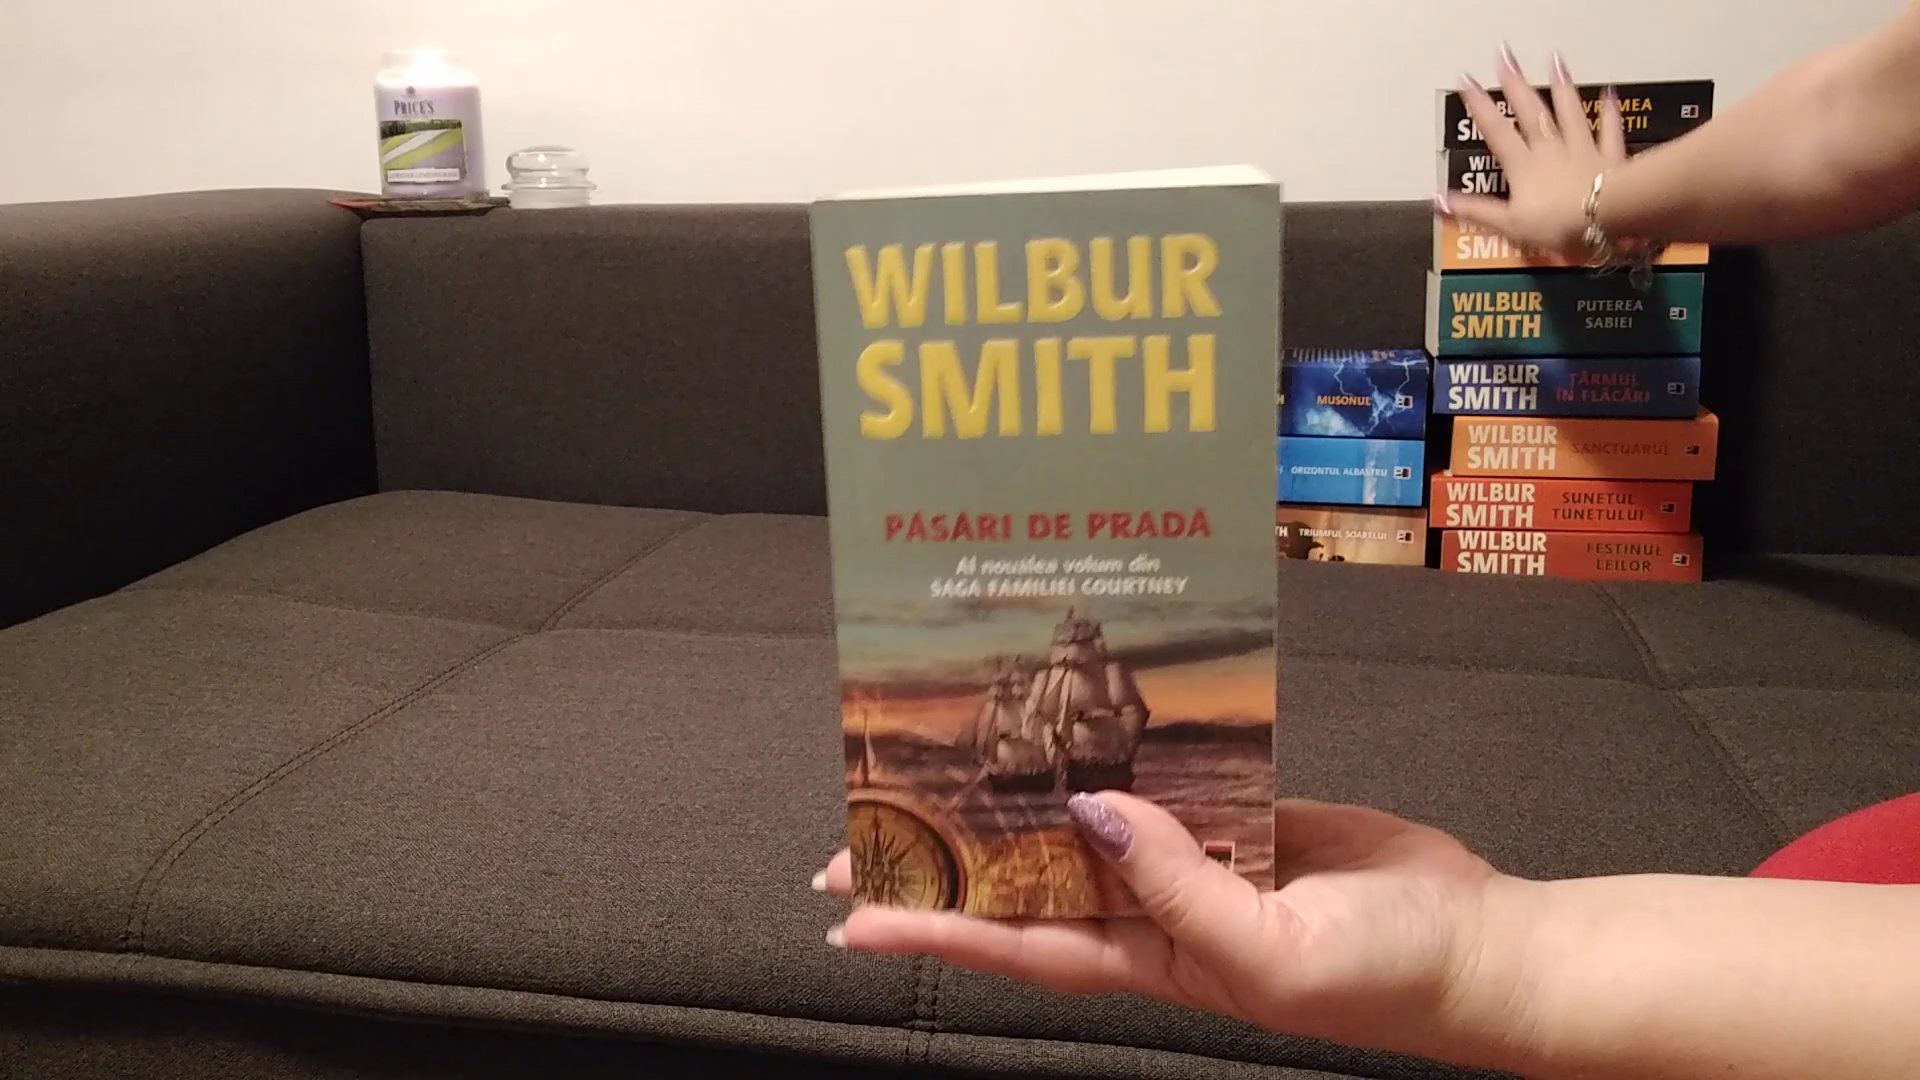 PRICE'S
WILBUR
SMITH
PĂSĂRI DE PRADĂ
Al nouălea volum din
SAGA FAMILIEI COURTNEY
VREMEA
MORȚII
WILBUR
SMITH
PUTEREA
SABIEI
WILBUR
SMITH
ȚĂRMUL
ÎN FLĂCĂRI
WILBUR
SMITH
SANCTUARUL
WILBUR
SMITH
SUNETUL
TUNETULUI
WILBUR
SMITH
FESTINUL
LEILOR
MUSONUL
ORIZONTUL ALBASTRU
TRIUMFUL SOARELUI